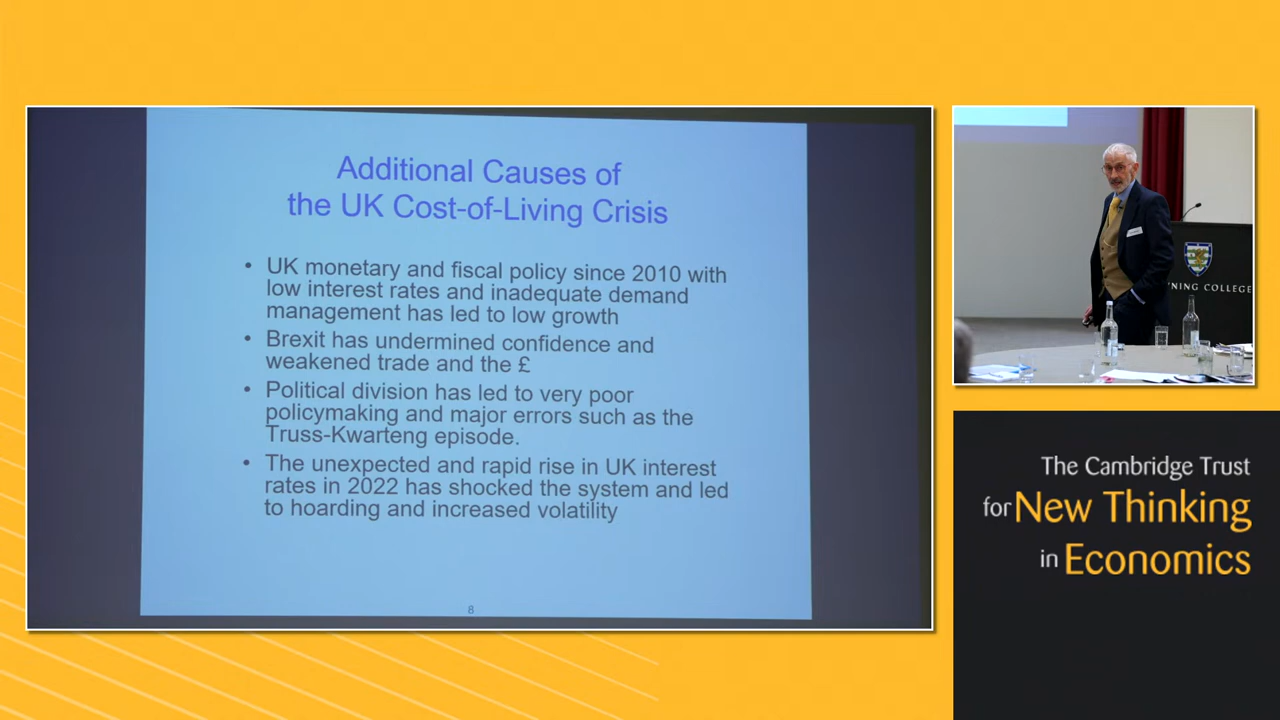 Additional Causes of
the UK Cost-of-Living Crisis
• UK monetary and fiscal policy since 2010 with
low interest rates and inadequate demand
management has led to low growth
• Brexit has undermined confidence and
weakened trade and the £
• Political division has led to very poor
policymaking and major errors such as the
Truss-Kwarteng episode.
• The unexpected and rapid rise in UK interest
rates in 2022 has shocked the system and led
to hoarding and increased volatility
8
NING COLLEGE
The Cambridge Trust
for New Thinking
in Economics